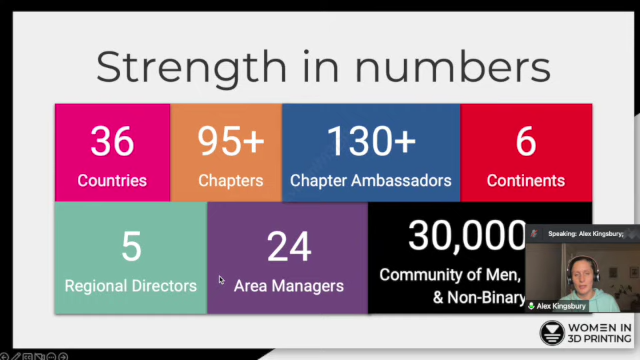 Strength in numbers
36
Countries
95+
Chapters
130+
Chapter Ambassadors
6
Continents
5
Regional Directors
24
Area Managers
30,000
Community of Men,
& Non-Binary
Speaking: Alex Kingsbury;
Alex Kingsbury
WOMEN IN
3D PRINTING